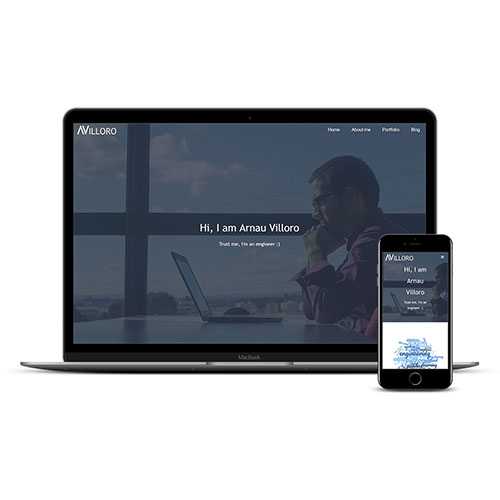 AVILLORO
Home About me Portfolio Blog
Hi, I am Arnau Villoro
Trust me, I'm an engineer :)
MacBook
AVILLORO
Hi, I am
Arnau
Villoro
Trust me, I'm an
engineer :)
engineering